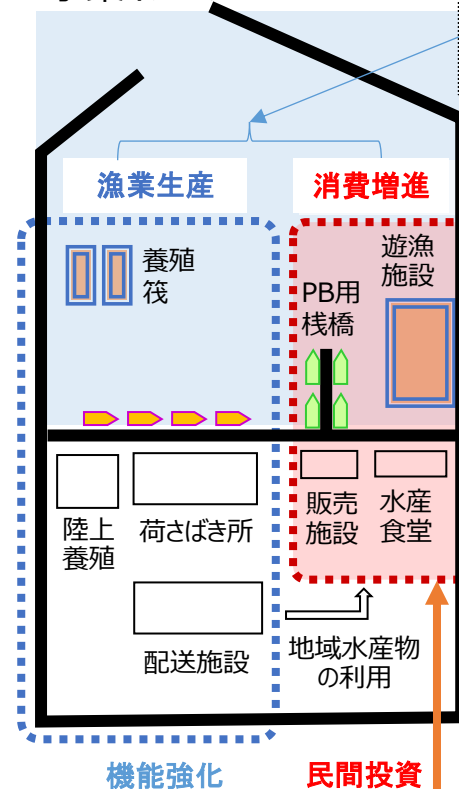 漁業生産
消費増進
養殖
筏
遊漁
施設
PB用
桟橋
陸上
養殖
荷さばき所
販売
施設
水産
食堂
配送施設
地域水産物
の利用
機能強化
民間投資